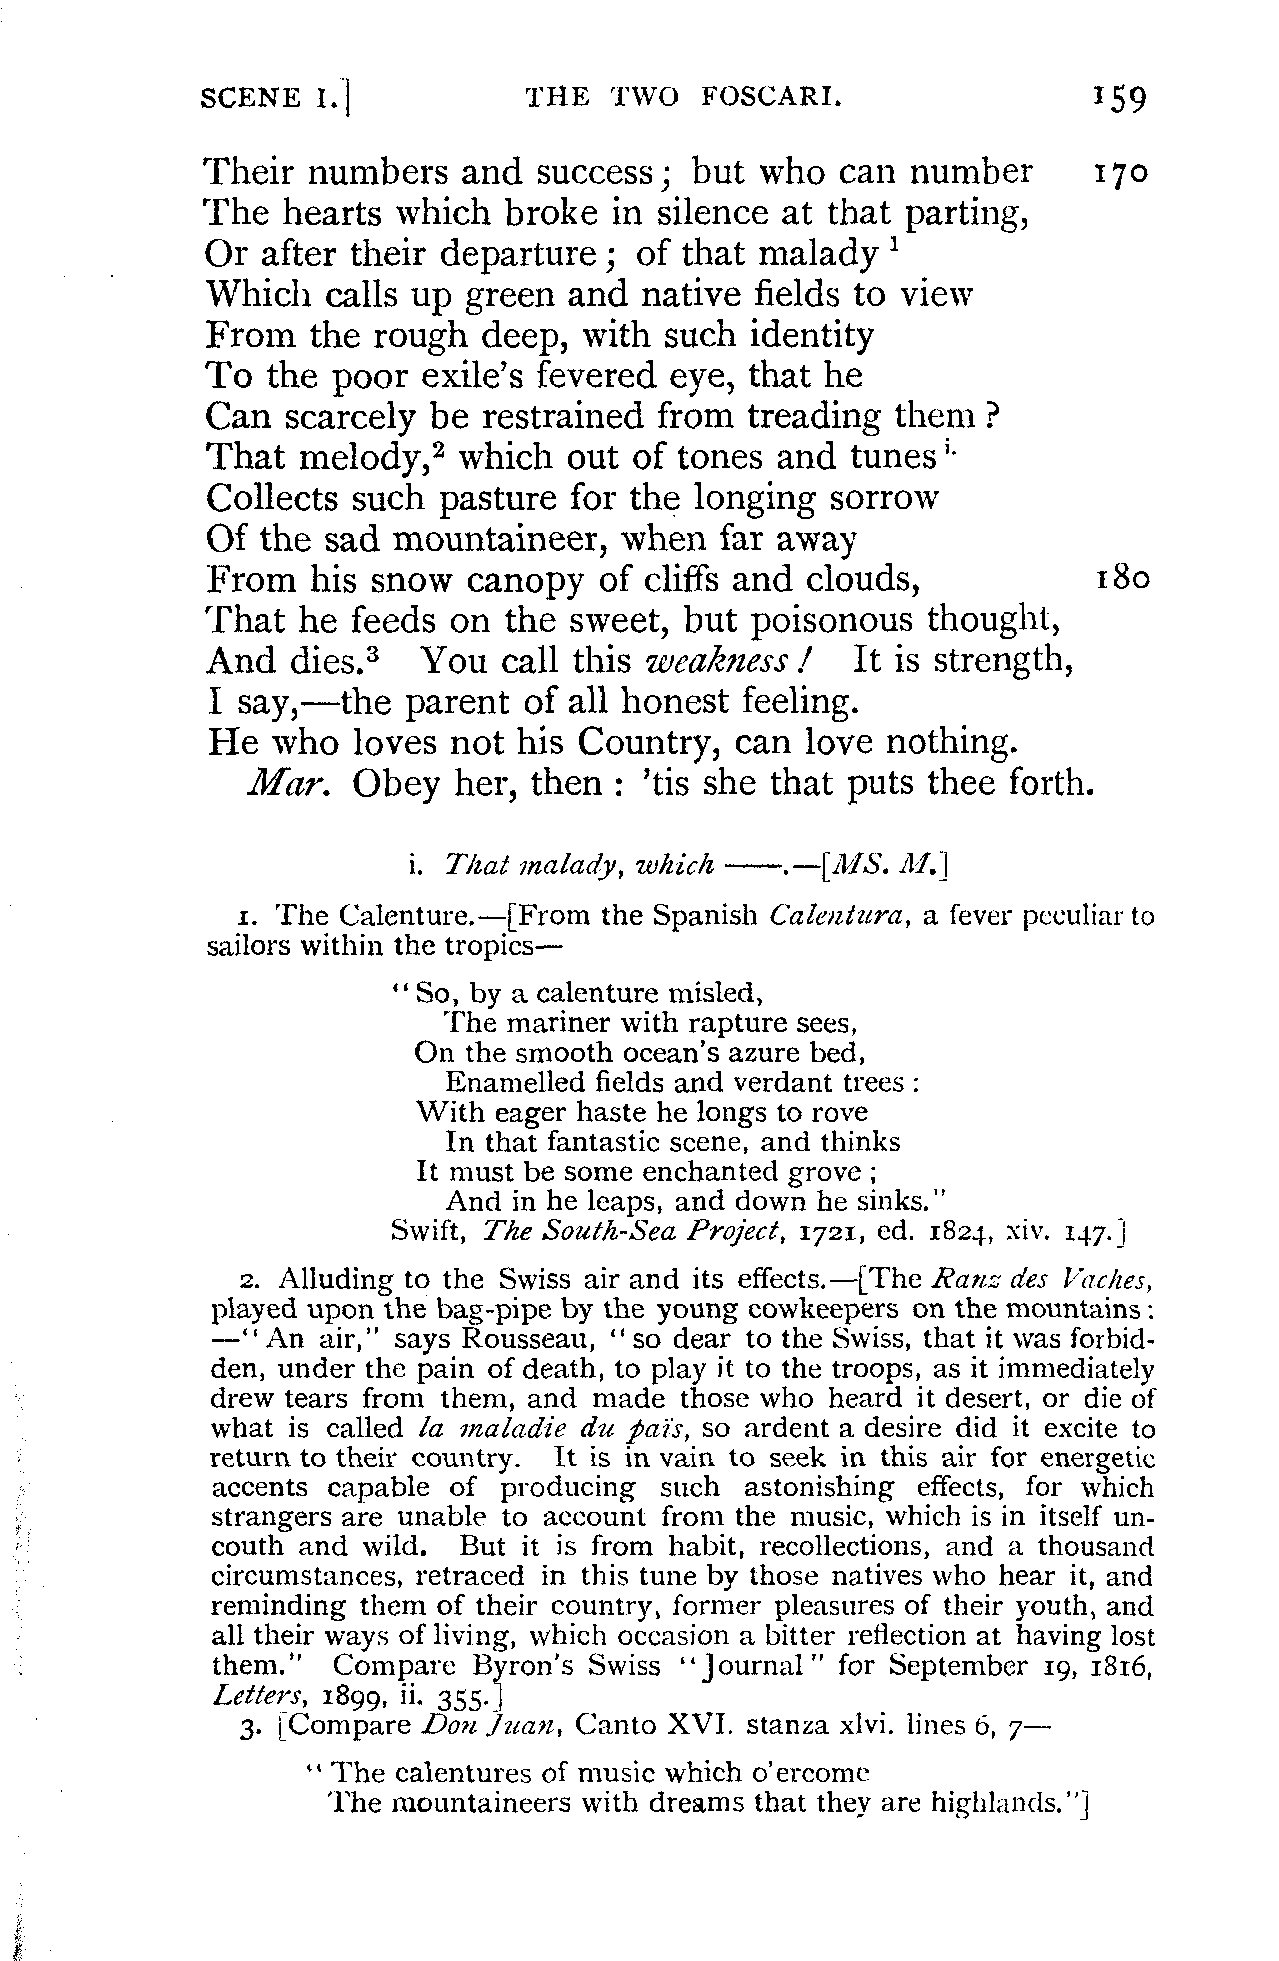 SCENE I.] THE TWO FOSCARI. 159
Their numbers and success; but who can number 170
The hearts which broke in silence at that parting,
Or after their departure; of that malady ¹
Which calls up green and native fields to view
From the rough deep, with such identity
To the poor exile's fevered eye, that he
Can scarcely be restrained from treading them?
That melody,² which out of tones and tunes i.
Collects such pasture for the longing sorrow
Of the sad mountaineer, when far away
From his snow canopy of cliffs and clouds, 180
That he feeds on the sweet, but poisonous thought,
And dies.³ You call this weakness! It is strength,
I say,—the parent of all honest feeling.
He who loves not his Country, can love nothing.
Mar. Obey her, then: 'tis she that puts thee forth.
i. That malady, which ——.—[MS. M.]
1. The Calenture.—[From the Spanish Calentura, a fever peculiar to
sailors within the tropics—
"So, by a calenture misled,
The mariner with rapture sees,
On the smooth ocean's azure bed,
Enamelled fields and verdant trees:
With eager haste he longs to rove
In that fantastic scene, and thinks
It must be some enchanted grove;
And in he leaps, and down he sinks."
Swift, The South-Sea Project, 1721, ed. 1824, xiv. 147.]
2. Alluding to the Swiss air and its effects.—[The Ranz des Vaches,
played upon the bag-pipe by the young cowkeepers on the mountains:
—"An air," says Rousseau, "so dear to the Swiss, that it was forbid-
den, under the pain of death, to play it to the troops, as it immediately
drew tears from them, and made those who heard it desert, or die of
what is called la maladie du païs, so ardent a desire did it excite to
return to their country. It is in vain to seek in this air for energetic
accents capable of producing such astonishing effects, for which
strangers are unable to account from the music, which is in itself un-
couth and wild. But it is from habit, recollections, and a thousand
circumstances, retraced in this tune by those natives who hear it, and
reminding them of their country, former pleasures of their youth, and
all their ways of living, which occasion a bitter reflection at having lost
them." Compare Byron's Swiss "Journal" for September 19, 1816,
Letters, 1899, ii. 355.]
3. [Compare Don Juan, Canto XVI. stanza xlvi. lines 6, 7—
"The calentures of music which o'ercome
The mountaineers with dreams that they are highlands."]